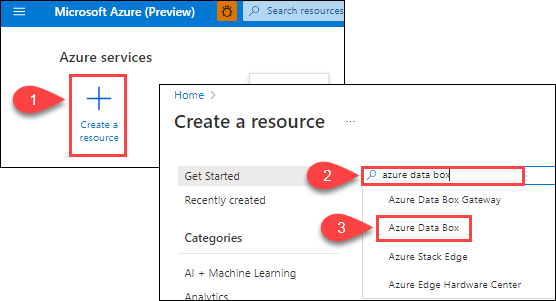 Microsoft Azure (Preview)
Search resources
Azure services
1
Create a
resource
Home
Create a resource
...
Get Started
Recently created
Categories
AI + Machine Learning
Analytics
2
azure data box
Azure Data Box Gateway
3
Azure Data Box
Azure Stack Edge
Azure Edge Hardware Center